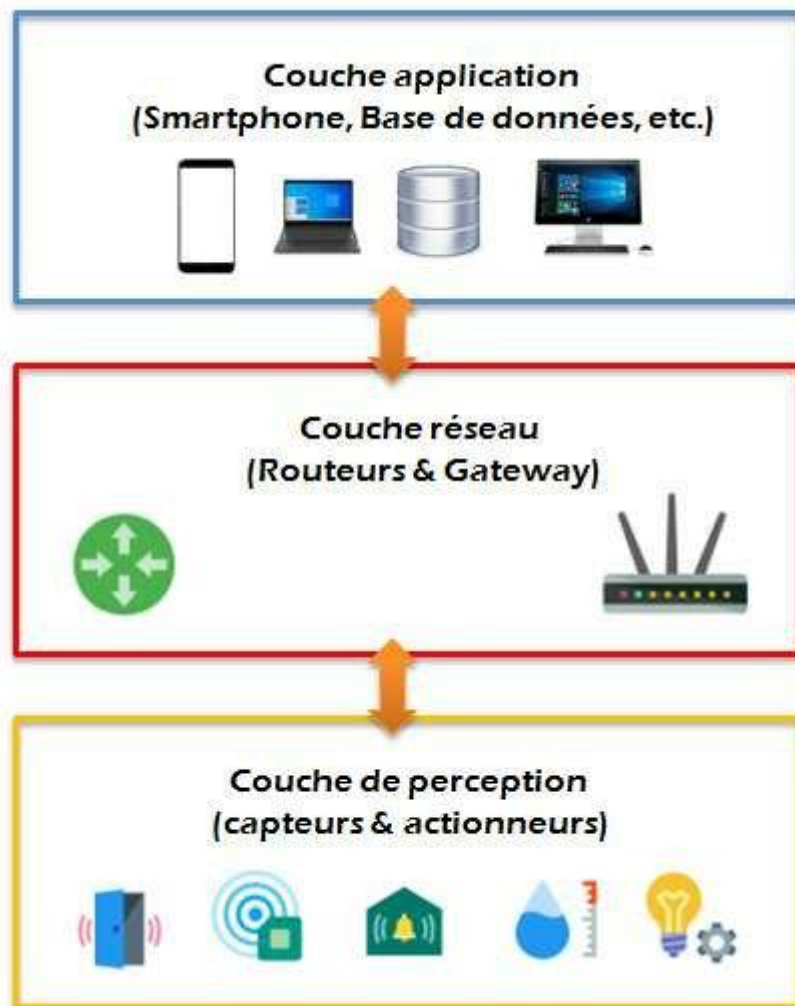 Couche application
(Smartphone, Base de données, etc.)
Couche réseau
(Routeurs & Gateway)
Couche de perception
(capteurs & actionneurs)